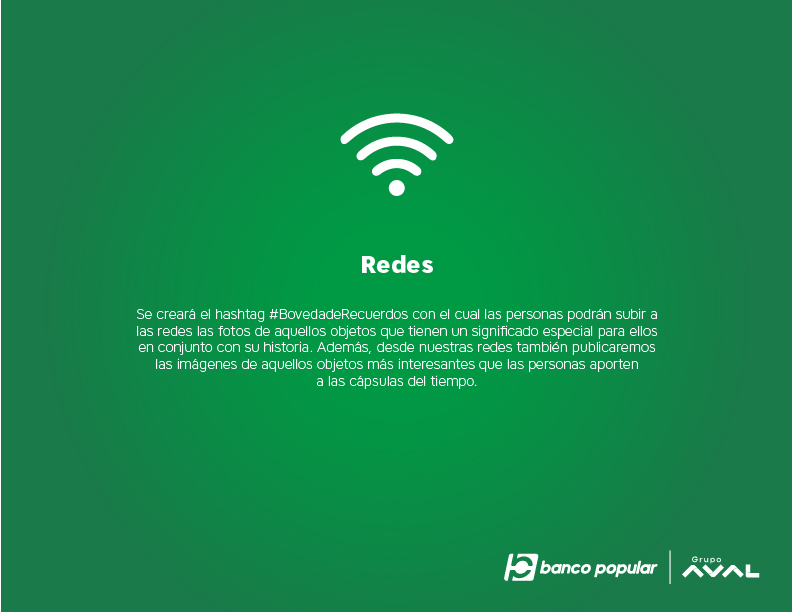 Redes
Se creará el hashtag #BovedadeRecuerdos con el cual las personas podrán subir a
las redes las fotos de aquellos objetos que tienen un significado especial para ellos
en conjunto con su historia. Además, desde nuestras redes también publicaremos
las imágenes de aquellos objetos más interesantes que las personas aporten
a las cápsulas del tiempo.
banco popular
Grupo
AVAL